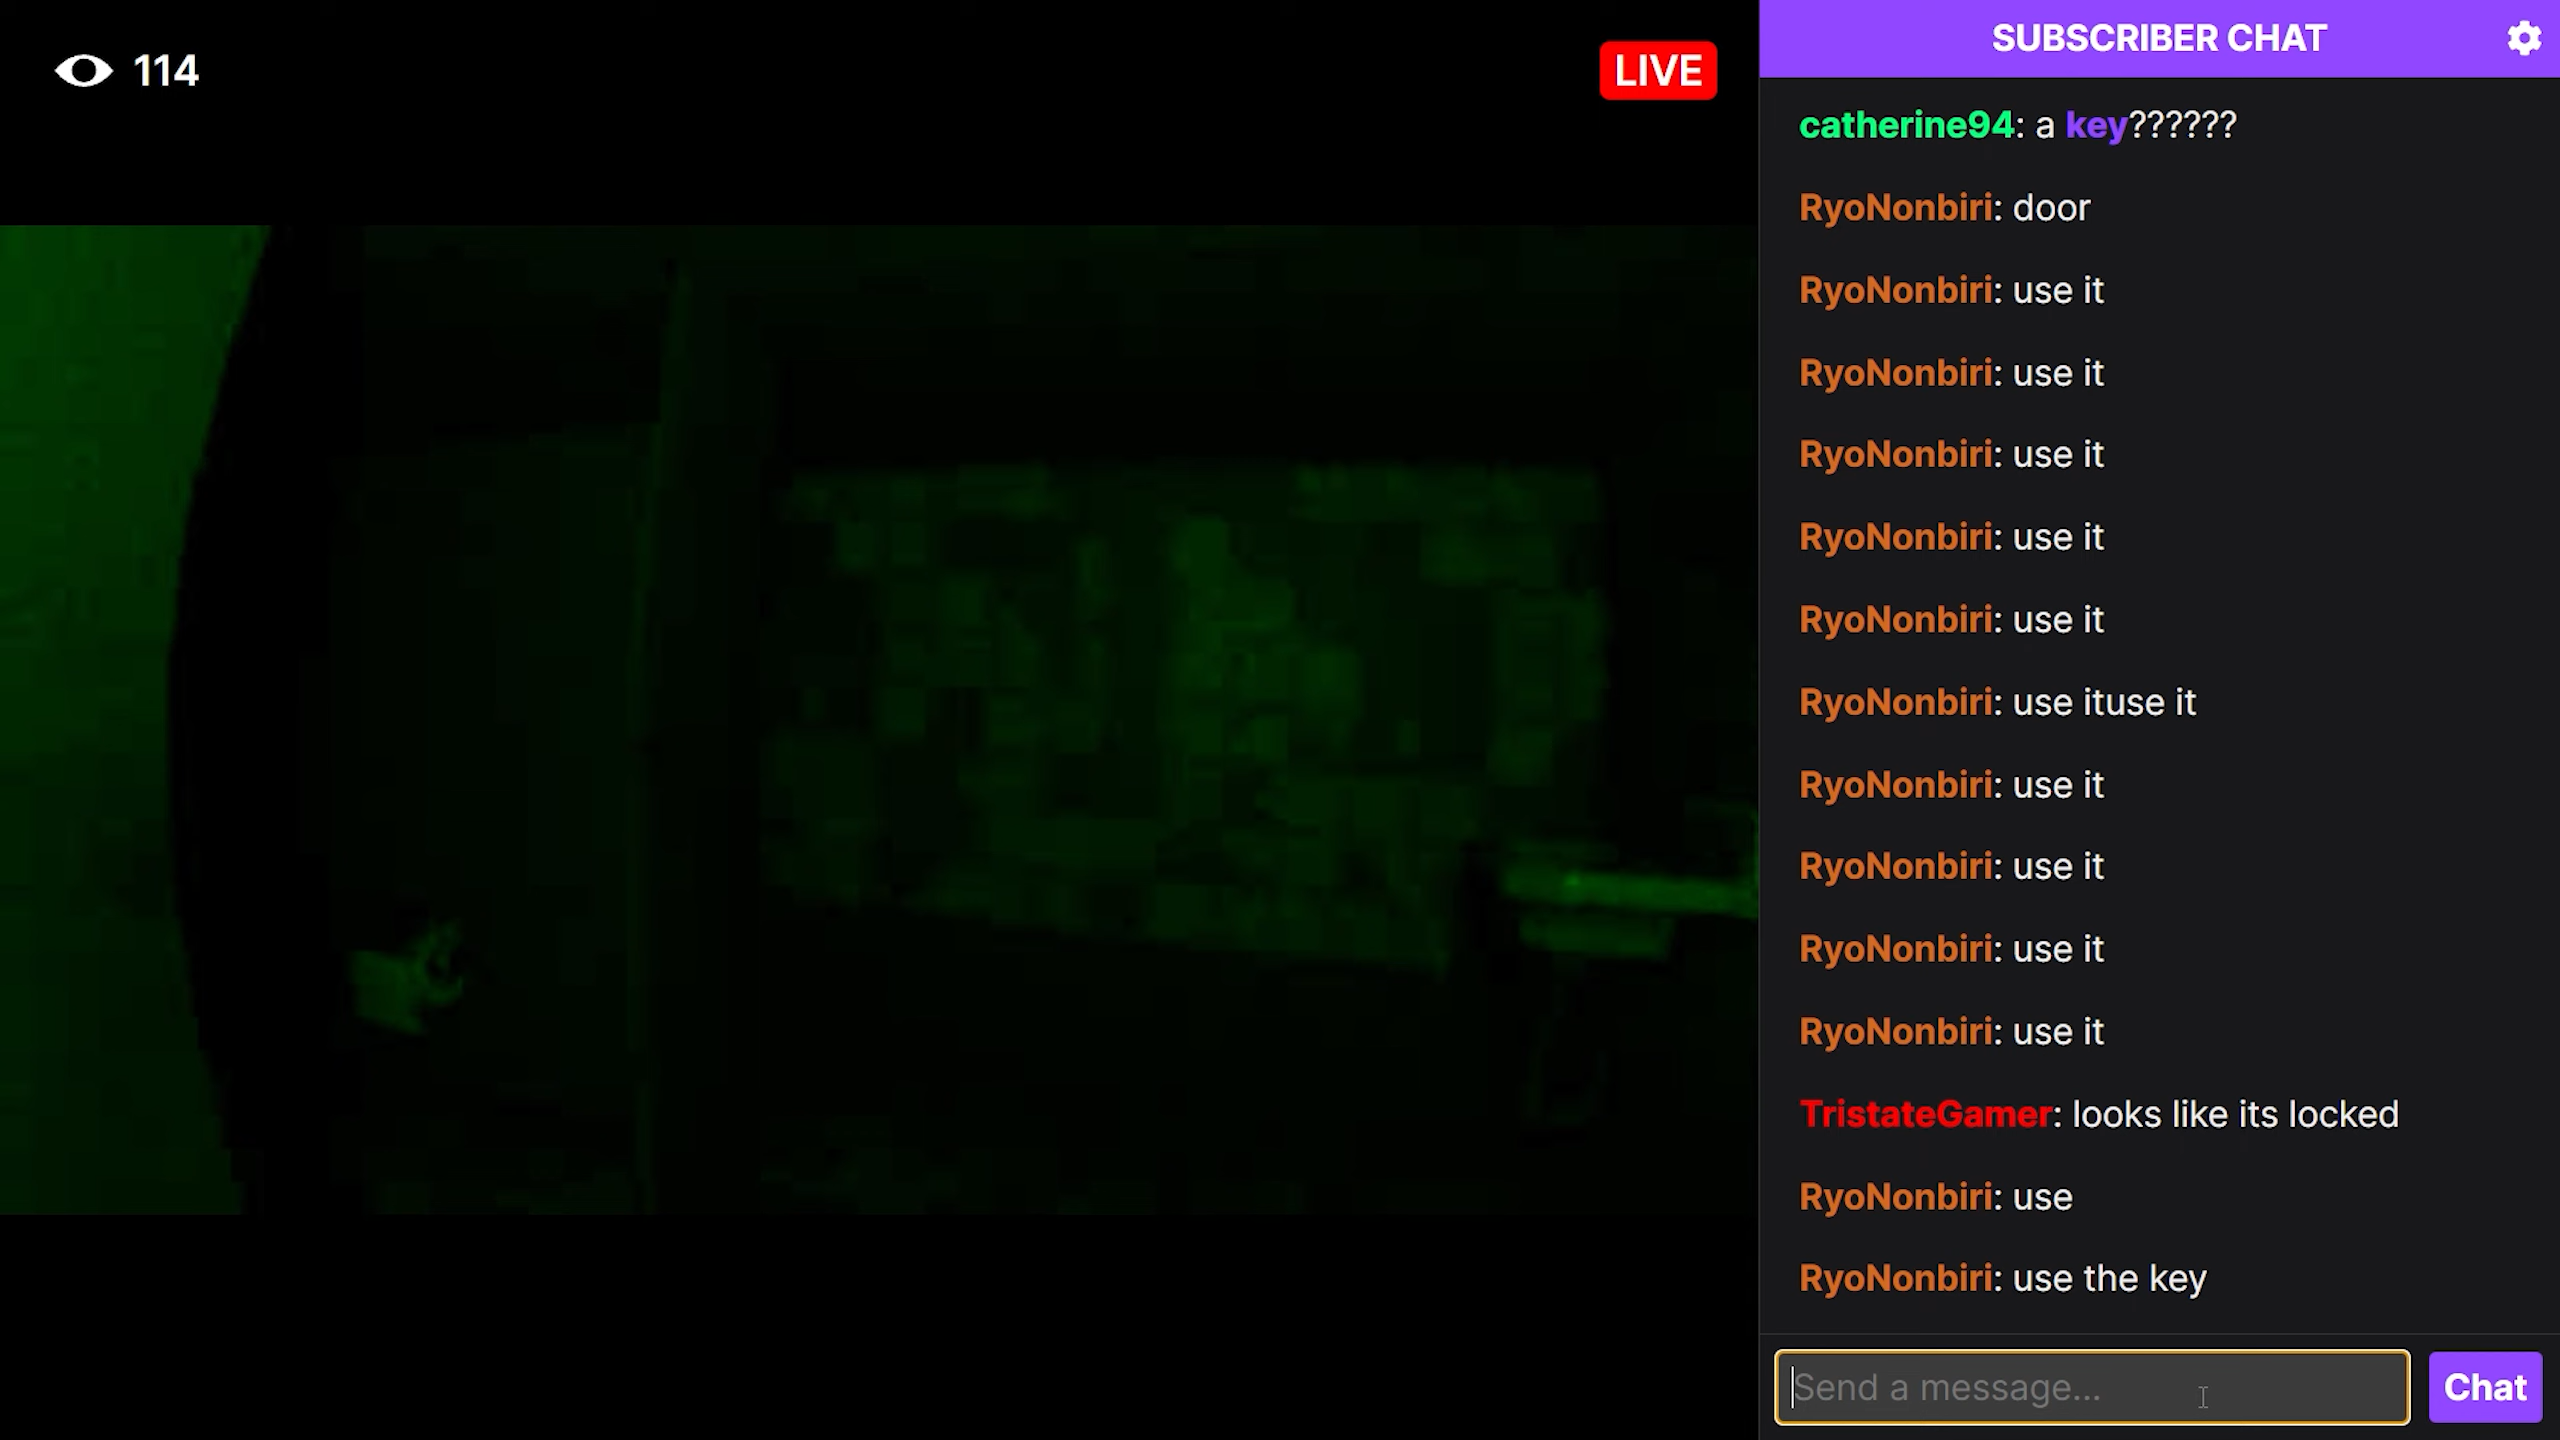 114
LIVE
SUBSCRIBER CHAT
catherine94: a key??????
RyoNonbiri: door
RyoNonbiri: use it
RyoNonbiri: use it
RyoNonbiri: use it
RyoNonbiri: use it
RyoNonbiri: use it
RyoNonbiri: use ituse it
RyoNonbiri: use it
RyoNonbiri: use it
RyoNonbiri: use it
RyoNonbiri: use it
TristateGamer: looks like its locked
RyoNonbiri: use
RyoNonbiri: use the key
Send a message...
Chat